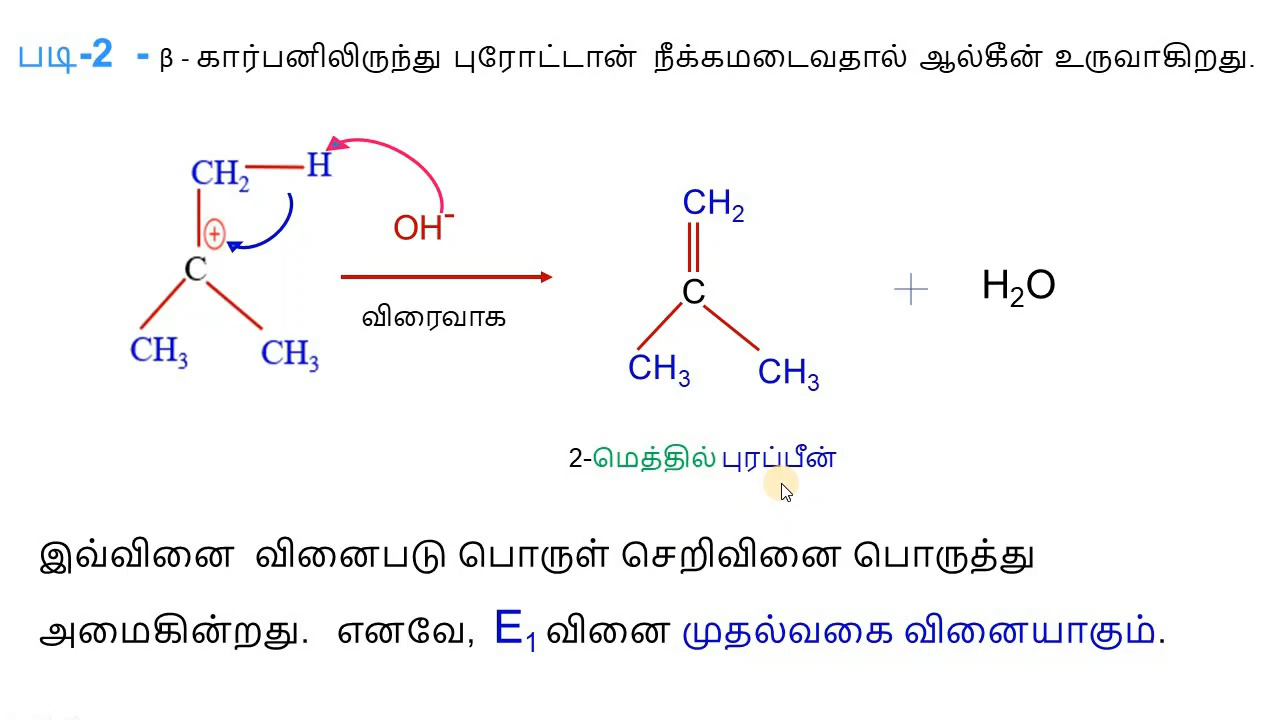 படி-2 - β - கார்பனிலிருந்து புரோட்டான் நீக்கமடைவதால் ஆல்கீன் உருவாகிறது.
CH₂ H
OH⁻
CH₂
C
C
+ H₂O
விரைவாக
CH₃ CH₃
CH₃ CH₃
2-மெத்தில் புரப்பீன்
இவ்வினை வினைபடு பொருள் செறிவினை பொருத்து
அமைகின்றது. எனவே, E₁ வினை முதல்வகை வினையாகும்.